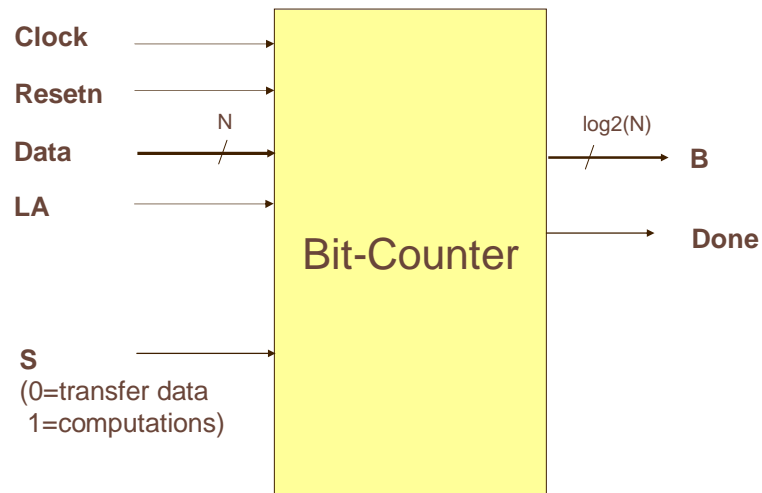 Clock
Resetn
N
Data
LA
S
(0=transfer data
1=computations)
Bit-Counter
log2(N)
B
Done